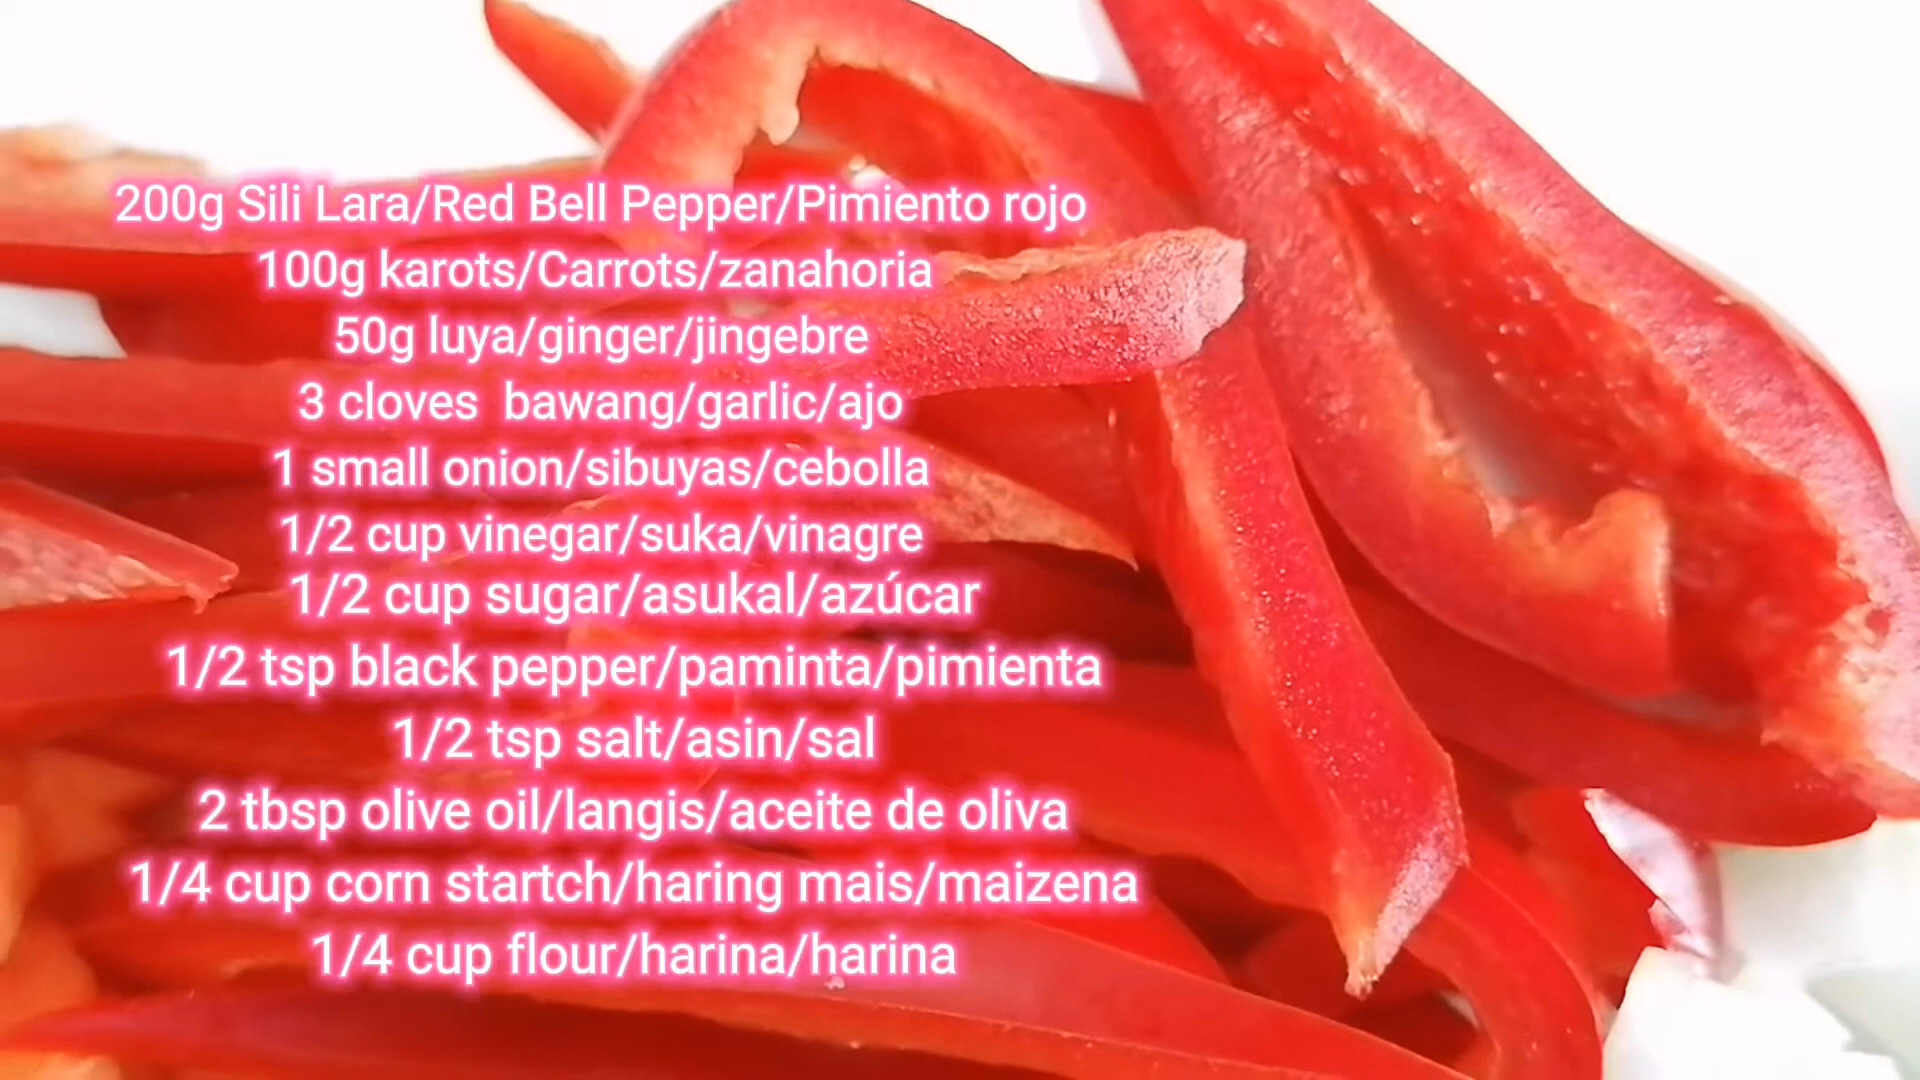 200g Sili Lara/Red Bell Pepper/Pimiento rojo
100g karots/Carrots/zanahoria
50g luya/ginger/jingebre
3 cloves  bawang/garlic/ajo
1 small onion/sibuyas/cebolla
1/2 cup vinegar/suka/vinagre
1/2 cup sugar/asukal/azúcar
1/2 tsp black pepper/paminta/pimienta
1/2 tsp salt/asin/sal
2 tbsp olive oil/langis/aceite de oliva
1/4 cup corn startch/haring mais/maizena
1/4 cup flour/harina/harina